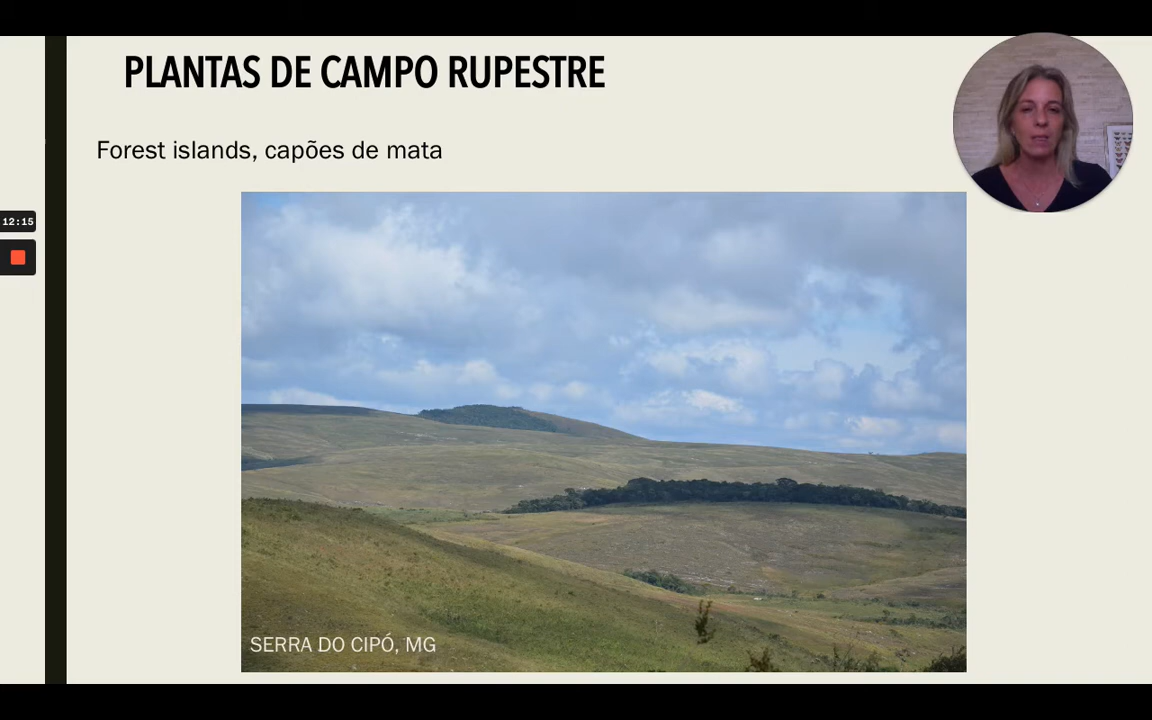 PLANTAS DE CAMPO RUPESTRE
Forest islands, capões de mata
12:15
SERRA DO CIPÓ, MG